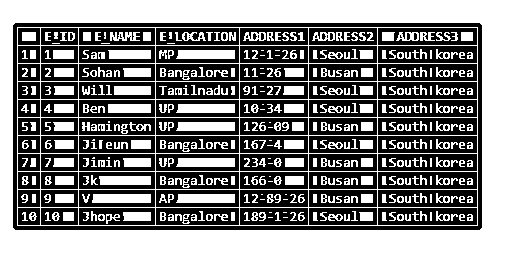 E_ID E_NAME E_LOCATION ADDRESS1 ADDRESS2 ADDRESS3
1 1 Sam MP 12-1-26 Seoul South korea
2 2 Sohan Bangalore 11-26 Busan South korea
3 3 Will Tamilnadu 91-27 Seoul South korea
4 4 Ben UP 10-34 Seoul South korea
5 5 Hamington UP 126-09 Busan South korea
6 6 Jileun Bangalore 167-4 Seoul South korea
7 7 Jimin UP 234-0 Busan South korea
8 8 Jk Bangalore 166-0 Busan South korea
9 9 V AP 12-89-26 Busan South korea
10 10 Jhope Bangalore 189-1-26 Seoul South korea